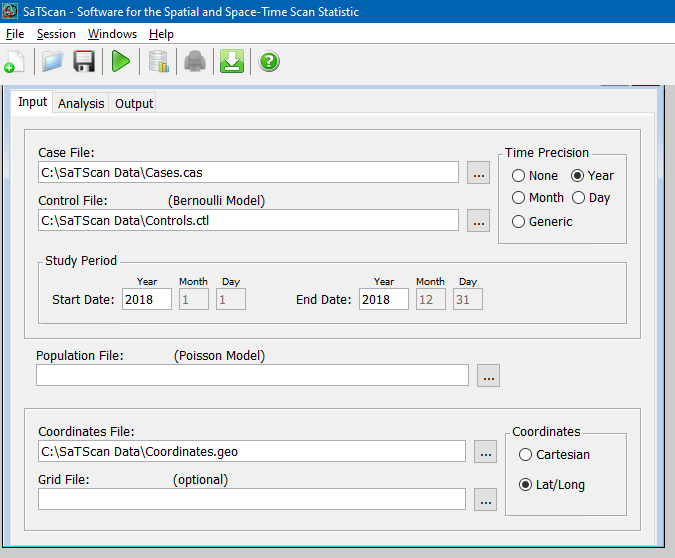 SaTScan - Software for the Spatial and Space-Time Scan Statistic
File Session Windows Help
Input Analysis Output
Case File:
C:\SaTScan Data\Cases.cas
...
Control File: (Bernoulli Model)
C:\SaTScan Data\Controls.ctl
...
Time Precision
None Year
Month Day
Generic
Study Period
Year Month Day Year Month Day
Start Date: 2018 1 1 End Date: 2018 12 31
Population File: (Poisson Model)
...
Coordinates File:
C:\SaTScan Data\Coordinates.geo
...
Grid File: (optional)
...
Coordinates
Cartesian
Lat/Long